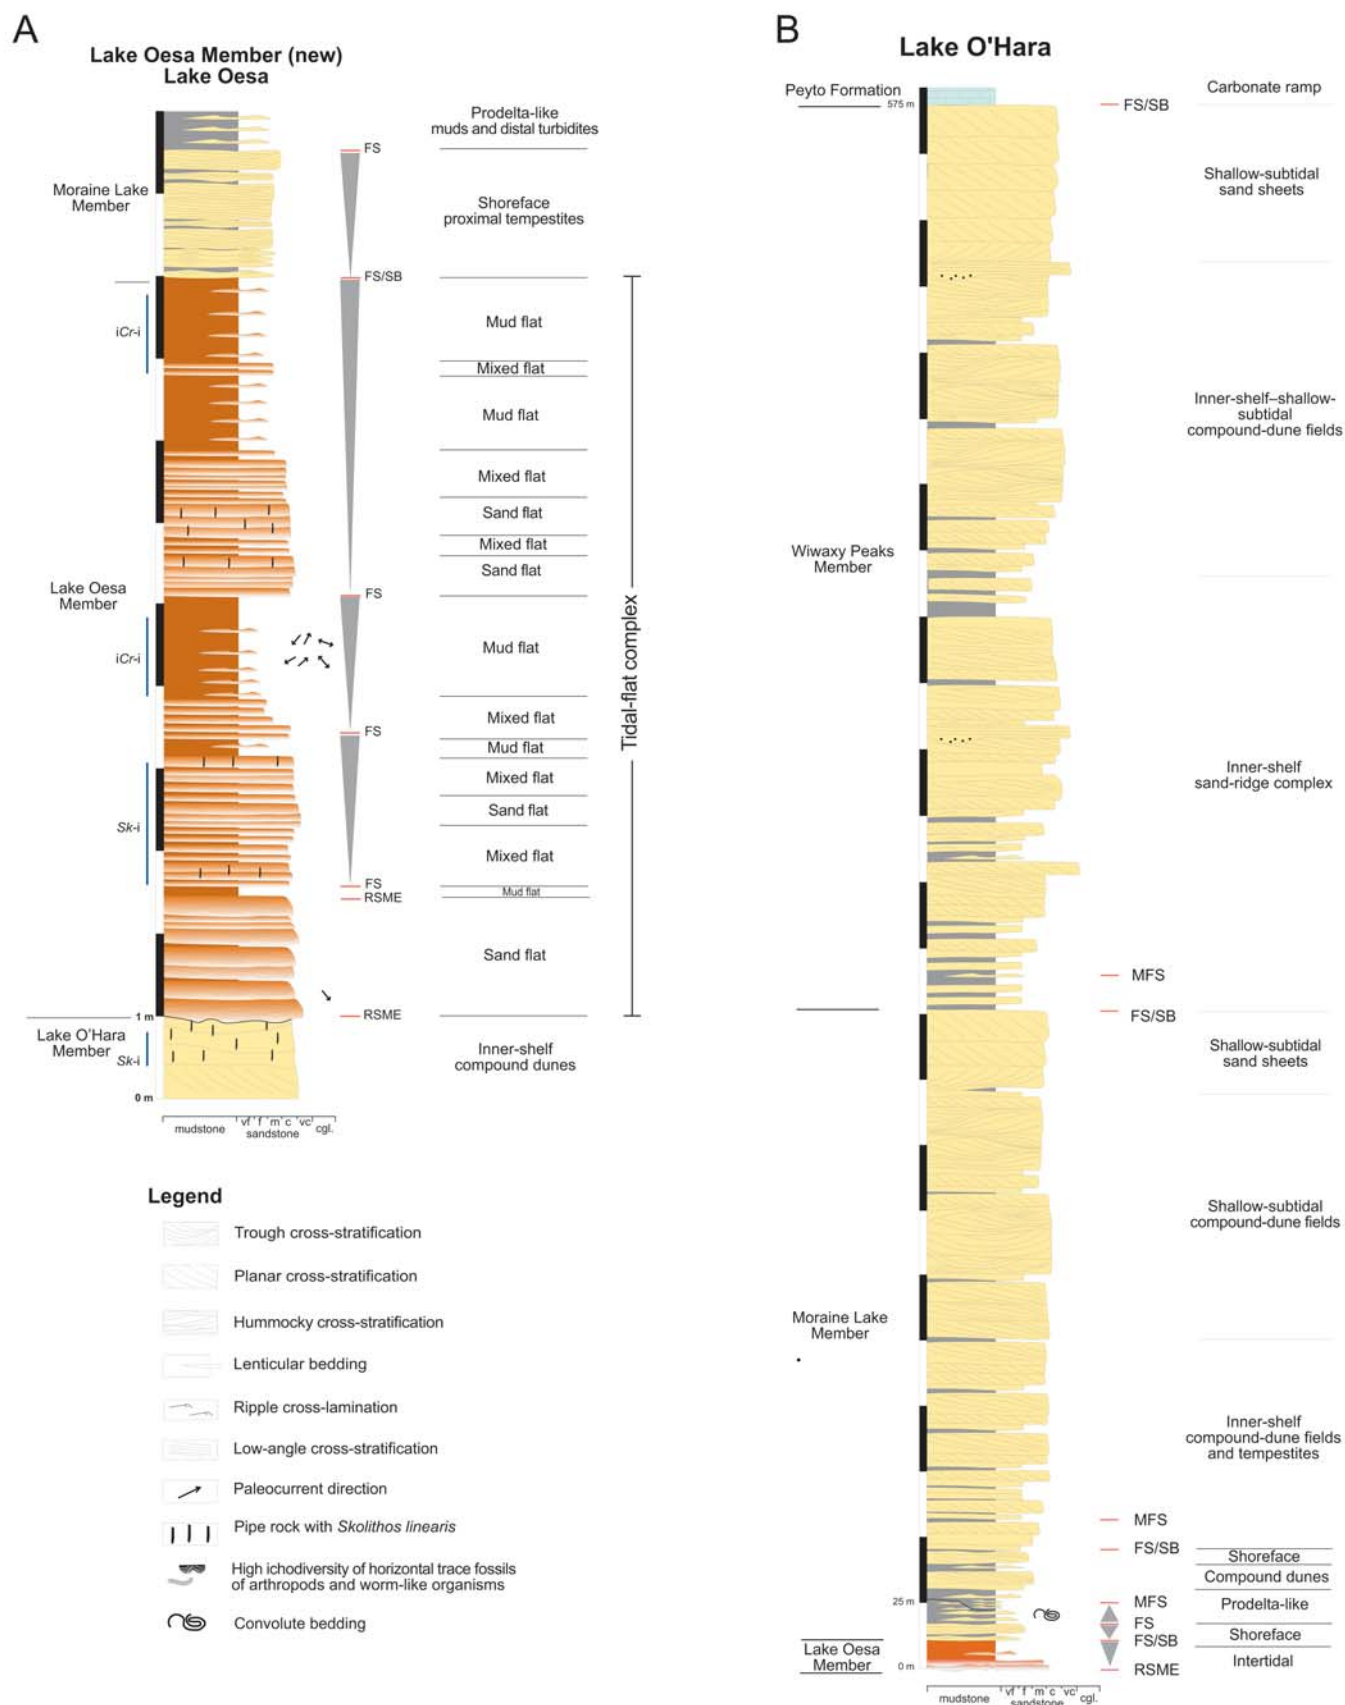 A
Lake Oesa Member (new)
Lake Oesa
Prodelta-like
muds and distal turbidites
FS
Moraine Lake
Member
Shoreface
proximal tempestites
FS/SB
iCr-i
Mud flat
Mixed flat
Mud flat
Mixed flat
Sand flat
Mixed flat
Sand flat
Lake Oesa
Member
FS
iCr-i
Mud flat
Tidal-flat complex
Mixed flat
FS
Mud flat
Mixed flat
Sk-i
Sand flat
Mixed flat
FS
Mud flat
RSME
Sand flat
1 m
RSME
Lake O'Hara
Member
Sk-i
Inner-shelf
compound dunes
0 m
mudstone
vf f m c vc cgl.
sandstone
Legend
Trough cross-stratification
Planar cross-stratification
Hummocky cross-stratification
Lenticular bedding
Ripple cross-lamination
Low-angle cross-stratification
Paleocurrent direction
Pipe rock with Skolithos linearis
High ichodiversity of horizontal trace fossils
of arthropods and worm-like organisms
Convolute bedding
B
Lake O'Hara
Peyto Formation
575 m
FS/SB
Carbonate ramp
Shallow-subtidal
sand sheets
Inner-shelf–shallow-
subtidal
compound-dune fields
Wiwaxy Peaks
Member
Inner-shelf
sand-ridge complex
MFS
FS/SB
Shallow-subtidal
sand sheets
Shallow-subtidal
compound-dune fields
Moraine Lake
Member
Inner-shelf
compound-dune fields
and tempestites
MFS
FS/SB
Shoreface
Compound dunes
25 m
MFS
Prodelta-like
FS
Shoreface
FS/SB
Lake Oesa
Member
Intertidal
0 m
RSME
mudstone
vf f m c vc cgl.
sandstone